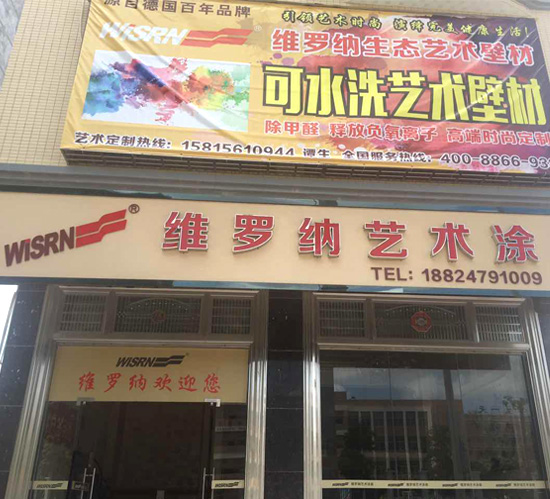 源自德国百年品牌
WISRN®
引领艺术时尚 演绎完美健康生活!
维罗纳生态艺术壁材
可水洗艺术壁材
除甲醛 释放负氧离子 高端时尚定制
艺术定制热线: 15815610944 谭生 全国服务热线: 400-8866-93
WISRN®
维罗纳艺术涂
TEL: 18824791009
WISRN
维罗纳欢迎您